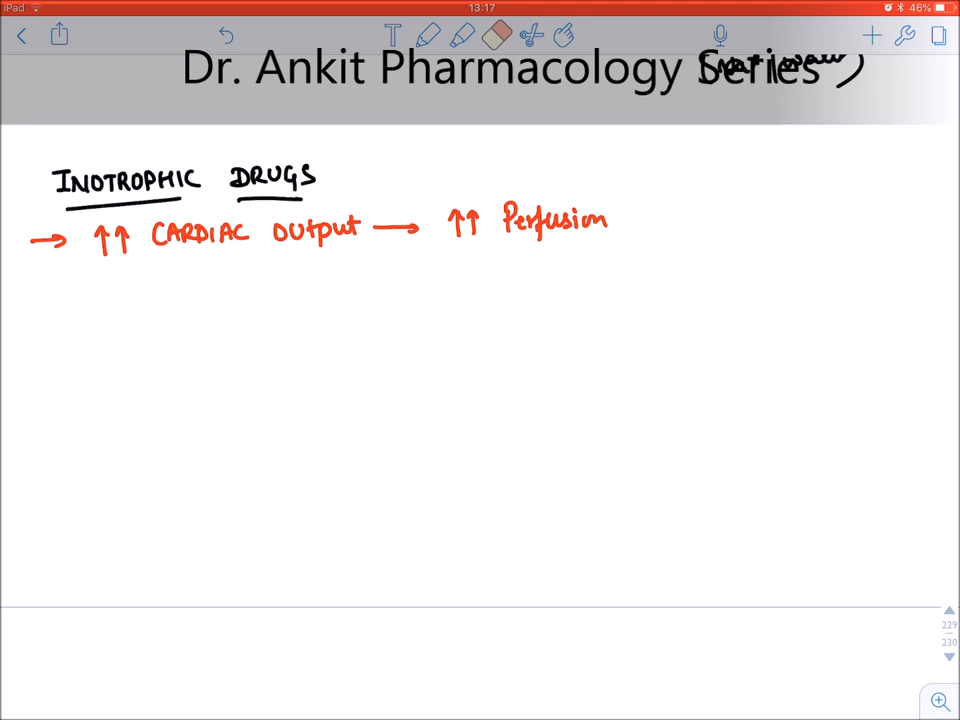 iPad 13:17 46%
Dr. Ankit Pharmacology Series
INOTROPHIC DRUGS
→ ↑↑ CARDIAC OUTPUT → ↑↑ Perfusion
229
230